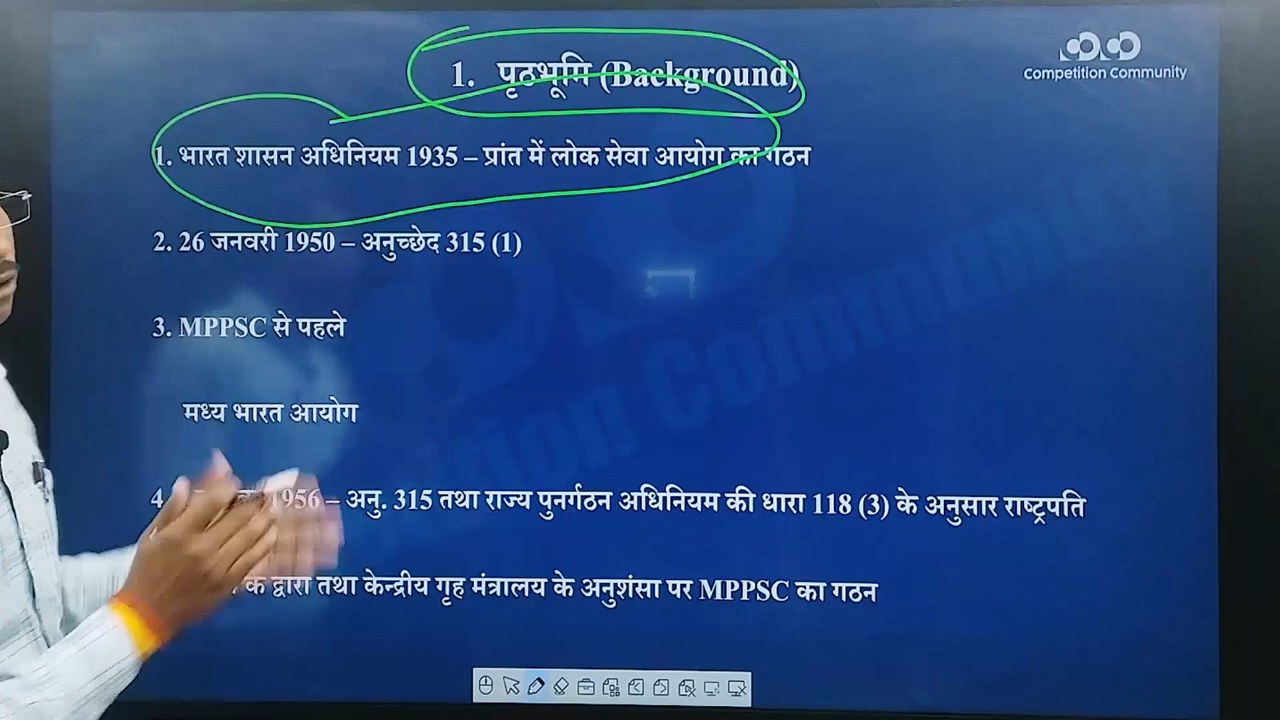 1. पृष्ठभूमि (Background)
Competition Community
1. भारत शासन अधिनियम 1935 – प्रांत में लोक सेवा आयोग का गठन
2. 26 जनवरी 1950 – अनुच्छेद 315 (1)
3. MPPSC से पहले
मध्य भारत आयोग
4 1956 – अनु. 315 तथा राज्य पुनर्गठन अधिनियम की धारा 118 (3) के अनुसार राष्ट्रपति
के द्वारा तथा केन्द्रीय गृह मंत्रालय के अनुशंसा पर MPPSC का गठन